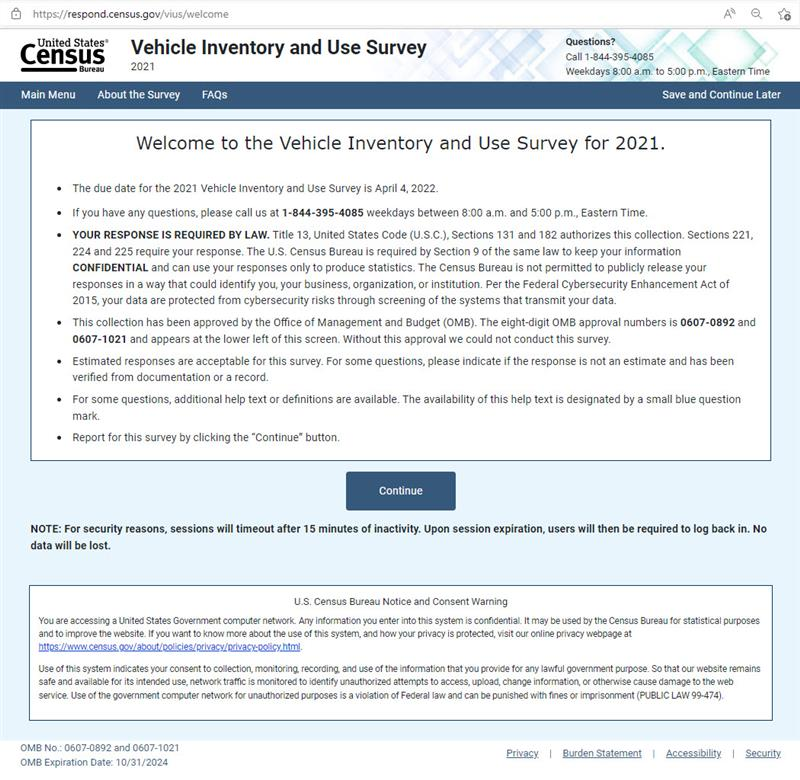 https://respond.census.gov/vius/welcome
United States®
Census
Bureau
Vehicle Inventory and Use Survey
2021
Questions?
Call 1-844-395-4085
Weekdays 8:00 a.m. to 5:00 p.m., Eastern Time
Main Menu About the Survey FAQs Save and Continue Later
Welcome to the Vehicle Inventory and Use Survey for 2021.
• The due date for the 2021 Vehicle Inventory and Use Survey is April 4, 2022.
• If you have any questions, please call us at 1-844-395-4085 weekdays between 8:00 a.m. and 5:00 p.m., Eastern Time.
• YOUR RESPONSE IS REQUIRED BY LAW. Title 13, United States Code (U.S.C.), Sections 131 and 182 authorizes this collection. Sections 221,
224 and 225 require your response. The U.S. Census Bureau is required by Section 9 of the same law to keep your information
CONFIDENTIAL and can use your responses only to produce statistics. The Census Bureau is not permitted to publicly release your
responses in a way that could identify you, your business, organization, or institution. Per the Federal Cybersecurity Enhancement Act of
2015, your data are protected from cybersecurity risks through screening of the systems that transmit your data.
• This collection has been approved by the Office of Management and Budget (OMB). The eight-digit OMB approval numbers is 0607-0892 and
0607-1021 and appears at the lower left of this screen. Without this approval we could not conduct this survey.
• Estimated responses are acceptable for this survey. For some questions, please indicate if the response is not an estimate and has been
verified from documentation or a record.
• For some questions, additional help text or definitions are available. The availability of this help text is designated by a small blue question
mark.
• Report for this survey by clicking the “Continue” button.
Continue
NOTE: For security reasons, sessions will timeout after 15 minutes of inactivity. Upon session expiration, users will then be required to log back in. No
data will be lost.
U.S. Census Bureau Notice and Consent Warning
You are accessing a United States Government computer network. Any information you enter into this system is confidential. It may be used by the Census Bureau for statistical purposes
and to improve the website. If you want to know more about the use of this system, and how your privacy is protected, visit our online privacy webpage at
https://www.census.gov/about/policies/privacy/privacy-policy.html.
Use of this system indicates your consent to collection, monitoring, recording, and use of the information that you provide for any lawful government purpose. So that our website remains
safe and available for its intended use, network traffic is monitored to identify unauthorized attempts to access, upload, change information, or otherwise cause damage to the web
service. Use of the government computer network for unauthorized purposes is a violation of Federal law and can be punished with fines or imprisonment (PUBLIC LAW 99-474).
OMB No.: 0607-0892 and 0607-1021
OMB Expiration Date: 10/31/2024
Privacy | Burden Statement | Accessibility | Security